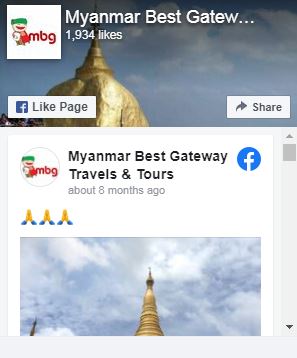 mbg
Myanmar Best Gatew...
1,934 likes
Like Page
Share
mbg
Myanmar Best Gateway
Travels & Tours
about 8 months ago
🙏🙏🙏